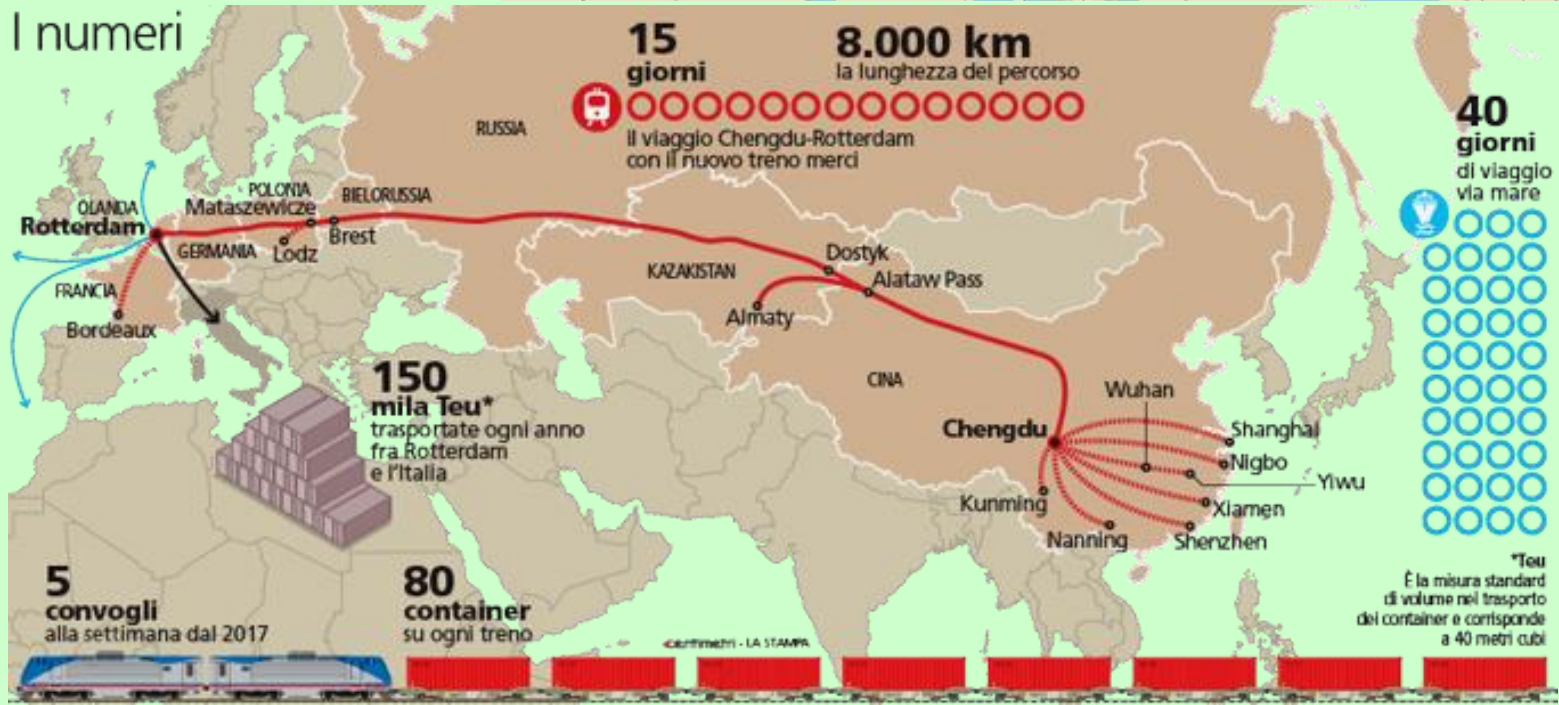 I numeri
15
giorni
8.000 km
la lunghezza del percorso
Il viaggio Chengdu-Rotterdam
con il nuovo treno merci
40
giorni
di viaggio
via mare
RUSSIA
POLONIA
BIELORUSSIA
OLANDA
Mataszewicze
Rotterdam
Brest
GERMANIA
Lodz
FRANCIA
Bordeaux
KAZAKISTAN
Dostyk
Alataw Pass
Almaty
CINA
Wuhan
Chengdu
Shanghai
Nigbo
Yiwu
Kunming
Xiamen
Nanning
Shenzhen
150
mila Teu*
trasportate ogni anno
fra Rotterdam
e l'Italia
5
convogli
alla settimana dal 2017
80
container
su ogni treno
centimetri - LA STAMPA
*Teu
È la misura standard
di volume nel trasporto
dei container e corrisponde
a 40 metri cubi